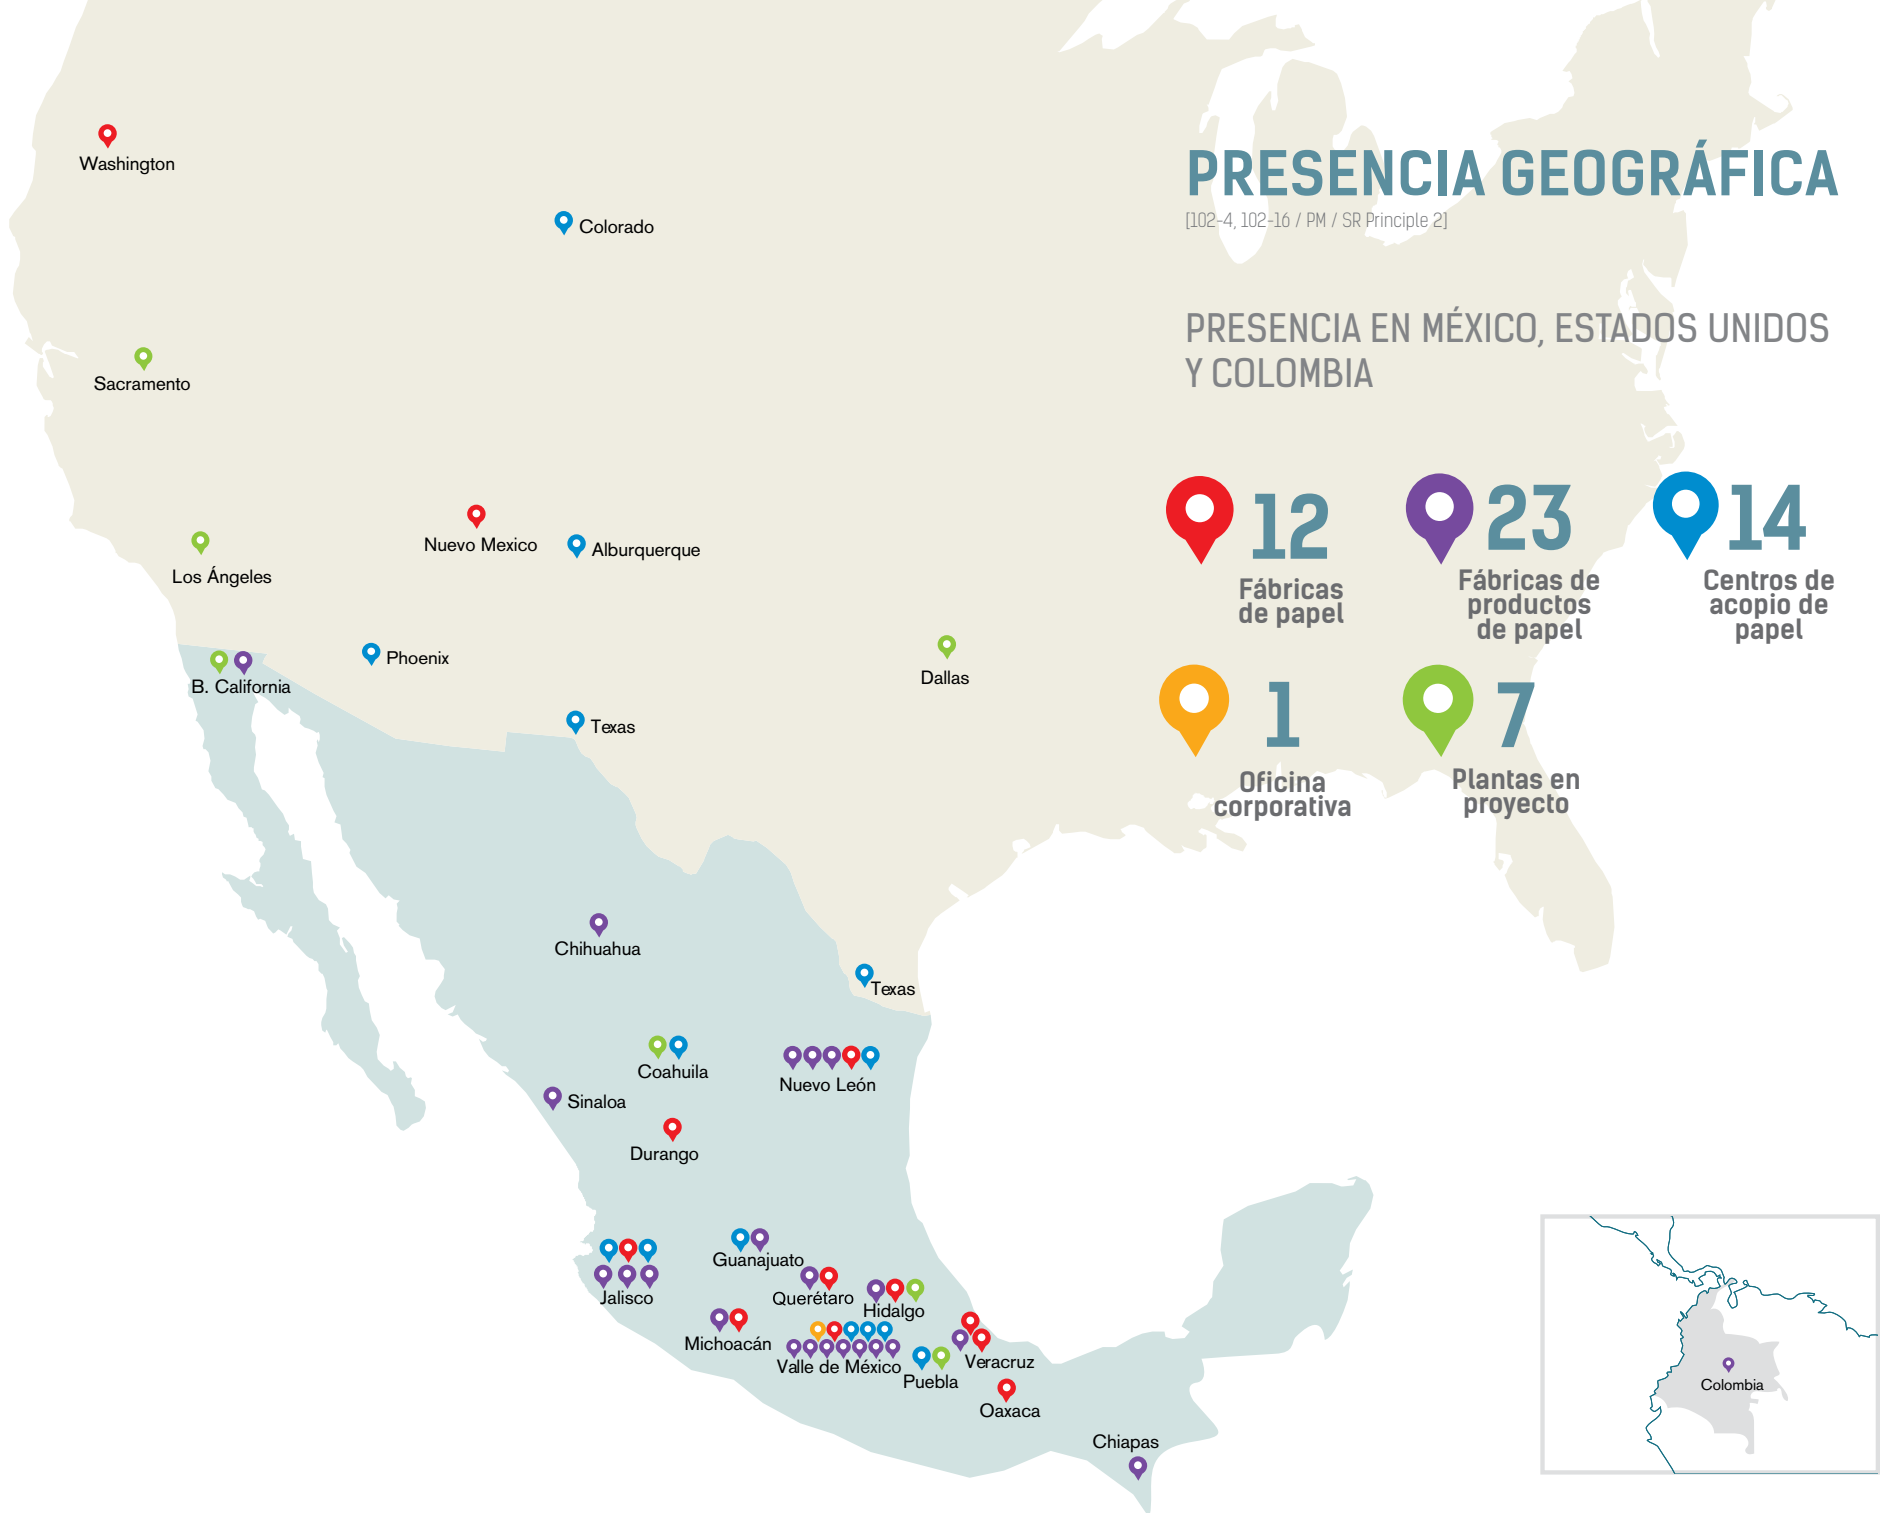 PRESENCIA GEOGRÁFICA
[102-4, 102-16 / PM / SR Principle 2]
PRESENCIA EN MÉXICO, ESTADOS UNIDOS
Y COLOMBIA
12
Fábricas
de papel
23
Fábricas de
productos
de papel
14
Centros de
acopio de
papel
1
Oficina
corporativa
7
Plantas en
proyecto
Washington
Colorado
Sacramento
Nuevo Mexico
Alburquerque
Los Ángeles
Phoenix
Dallas
B. California
Texas
Chihuahua
Texas
Coahuila
Nuevo León
Sinaloa
Durango
Guanajuato
Jalisco
Querétaro
Hidalgo
Michoacán
Valle de México
Veracruz
Puebla
Oaxaca
Chiapas
Colombia